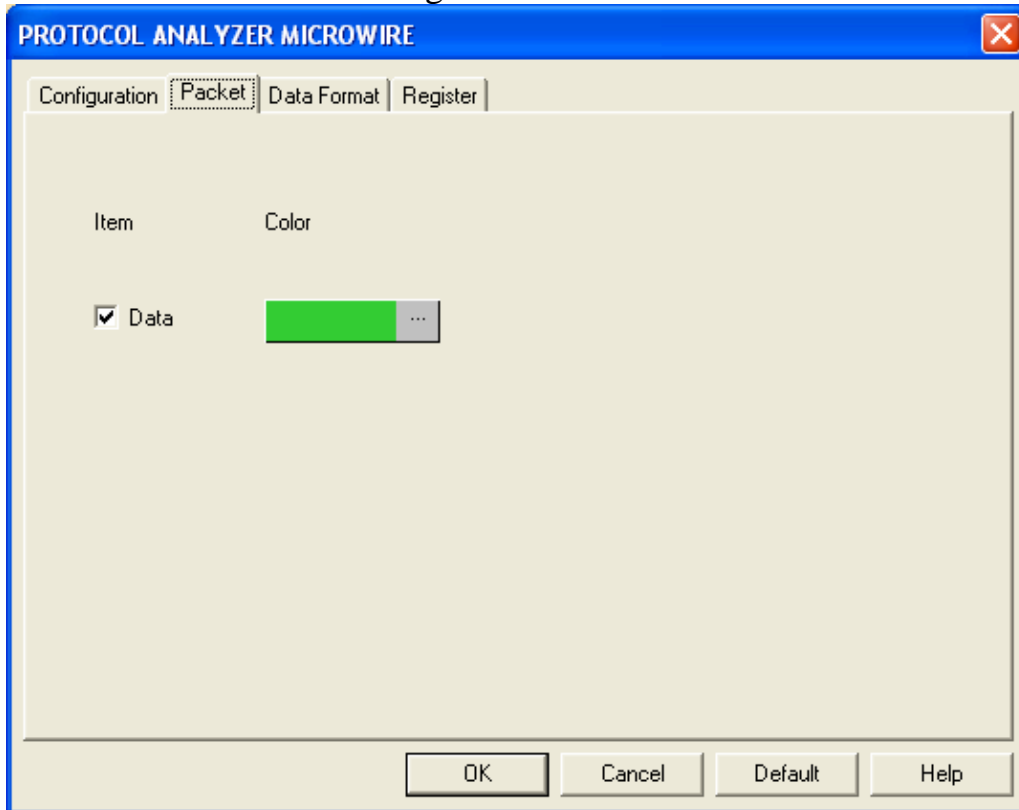 PROTOCOL ANALYZER MICROWIRE
Configuration Packet Data Format Register
Item Color
Data ...
OK Cancel Default Help